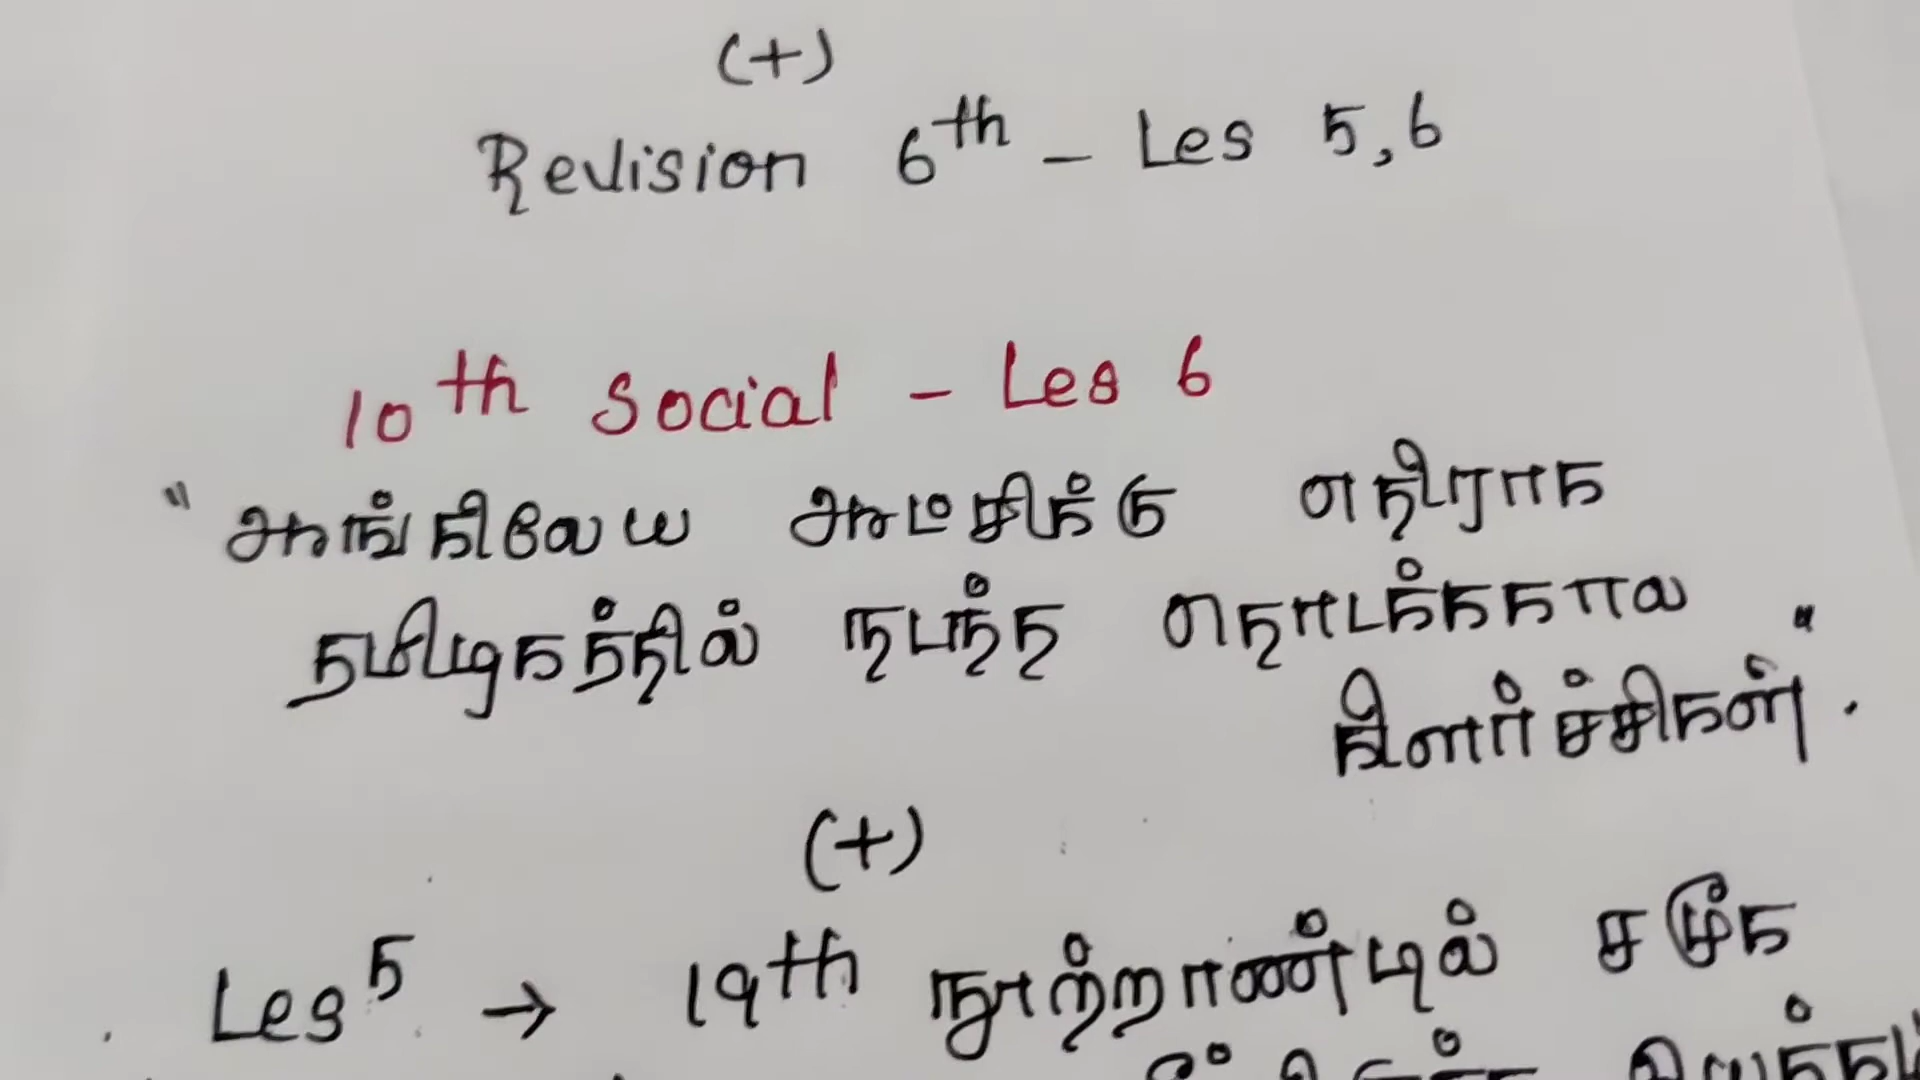 (+)
Revision 6th - Les 5,6
10th Social - Les 6
"ஆங்கிலேய ஆட்சிக்கு எதிராக
தமிழகத்தில் நடந்த தொடக்ககால
கிளர்ச்சிகள்".
(+)
Les 5 → 19th நூற்றாண்டில் சமூக